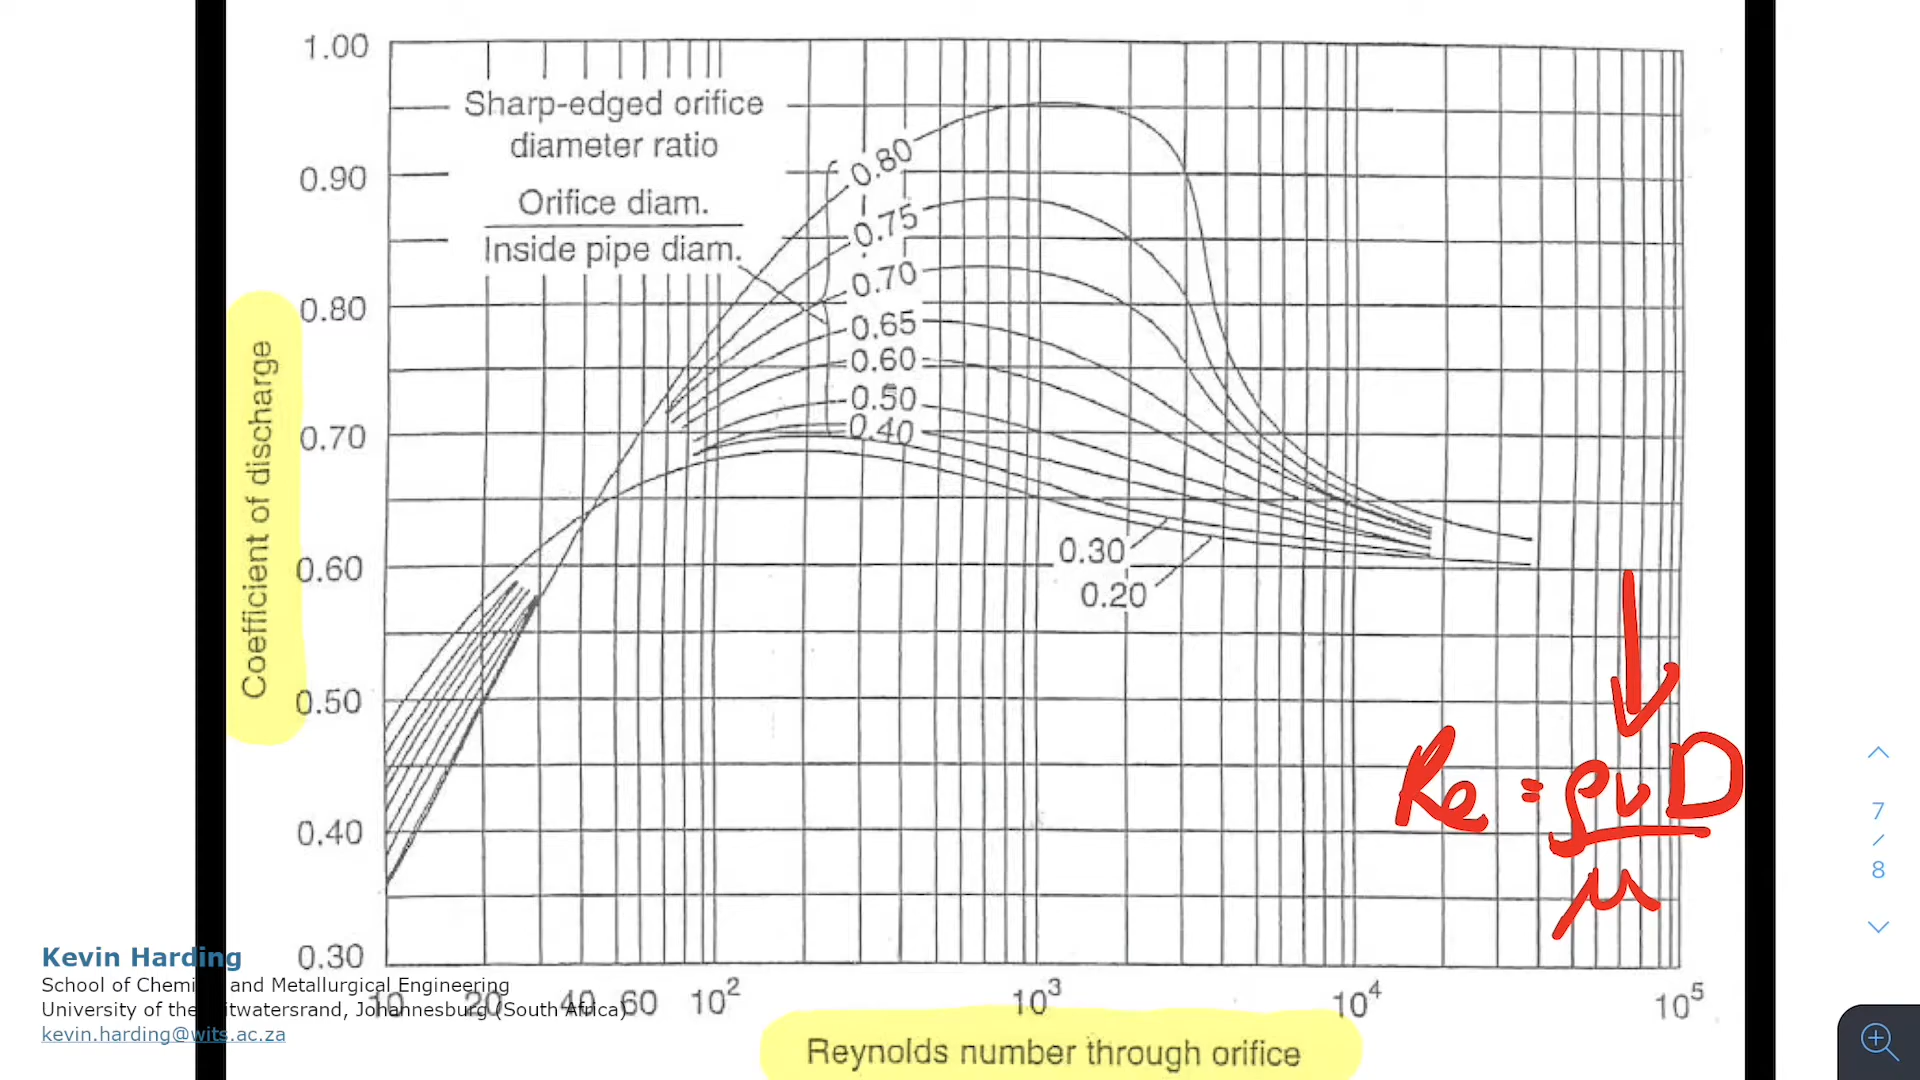 1.00
Sharp-edged orifice
diameter ratio
Orifice diam.
Inside pipe diam.
0.90
0.80
0.70
0.60
0.50
0.40
0.30
Coefficient of discharge
0.80
0.75
0.70
0.65
0.60
0.50
0.40
0.30
0.20
Re = ρvD
μ
7
/
8
Kevin Harding
School of Chemi and Metallurgical Engineering
University of the itwatersrand, Johannesburg (South Africa)
kevin.harding@wits.ac.za
10 20 40 60 10² 10³ 10⁴ 10⁵
Reynolds number through orifice